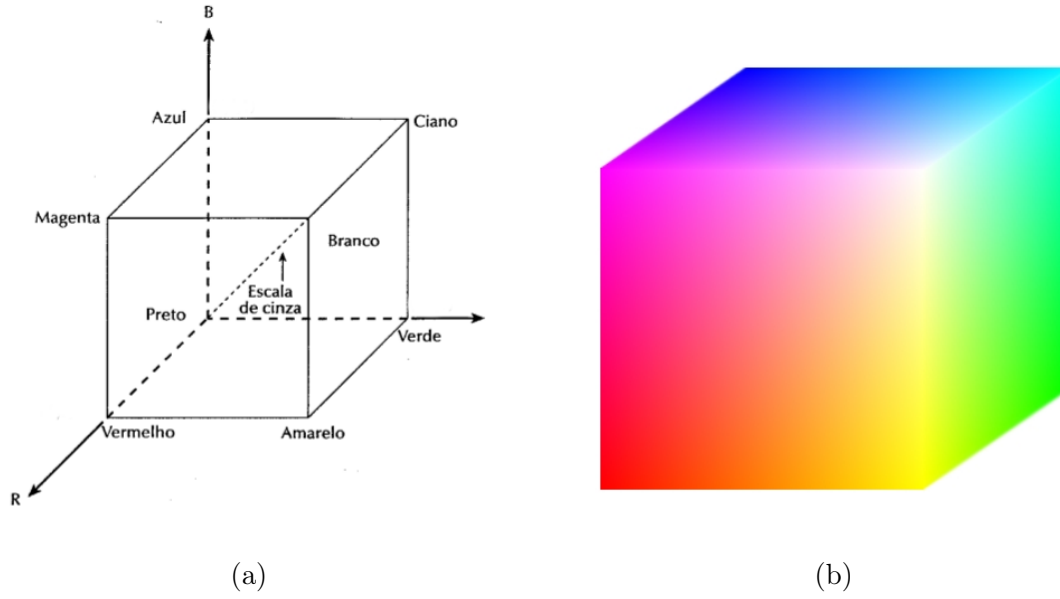 B
Azul
Ciano
Magenta
Branco
Escala
de cinza
Preto
Verde
Vermelho
Amarelo
R
(a)
(b)